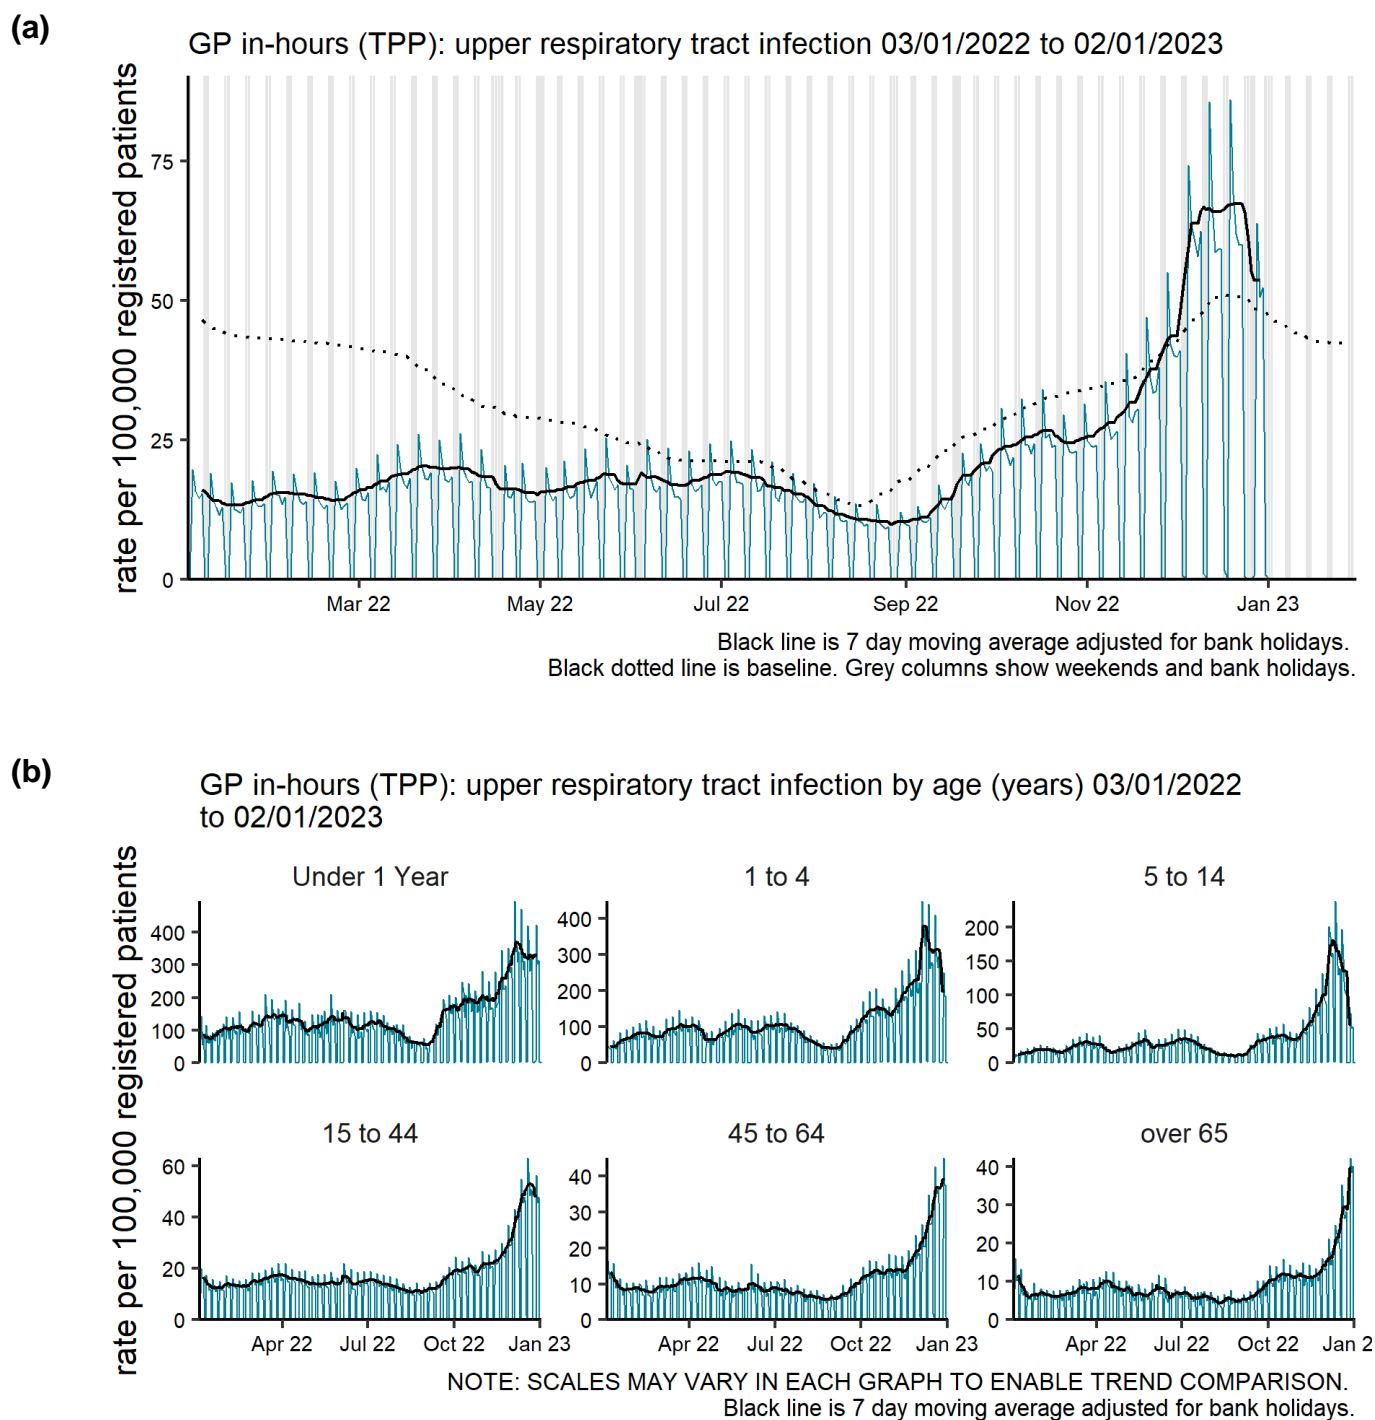 (a)
GP in-hours (TPP): upper respiratory tract infection 03/01/2022 to 02/01/2023
rate per 100,000 registered patients
75
50
25
0
Mar 22
May 22
Jul 22
Sep 22
Nov 22
Jan 23
Black line is 7 day moving average adjusted for bank holidays.
Black dotted line is baseline. Grey columns show weekends and bank holidays.
(b)
GP in-hours (TPP): upper respiratory tract infection by age (years) 03/01/2022
to 02/01/2023
rate per 100,000 registered patients
Under 1 Year
400
300
200
100
0
1 to 4
400
300
200
100
0
5 to 14
200
150
100
50
0
15 to 44
60
40
20
0
Apr 22
Jul 22
Oct 22
Jan 23
45 to 64
40
30
20
10
0
Apr 22
Jul 22
Oct 22
Jan 23
over 65
40
30
20
10
0
Apr 22
Jul 22
Oct 22
Jan 2
NOTE: SCALES MAY VARY IN EACH GRAPH TO ENABLE TREND COMPARISON.
Black line is 7 day moving average adjusted for bank holidays.